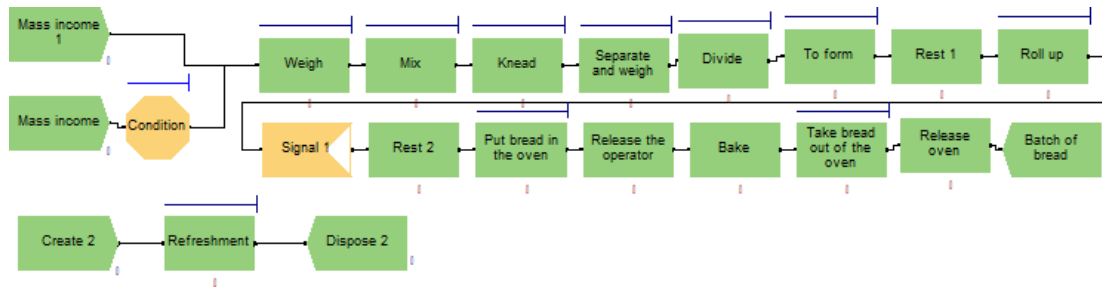 Mass income
1
Weigh
Mix
Knead
Separate
and weigh
Divide
To form
Rest 1
Roll up
Mass income
Condition
Signal 1
Rest 2
Put bread in
the oven
Release the
operator
Bake
Take bread
out of the
oven
Release
oven
Batch of
bread
Create 2
Refreshment
Dispose 2